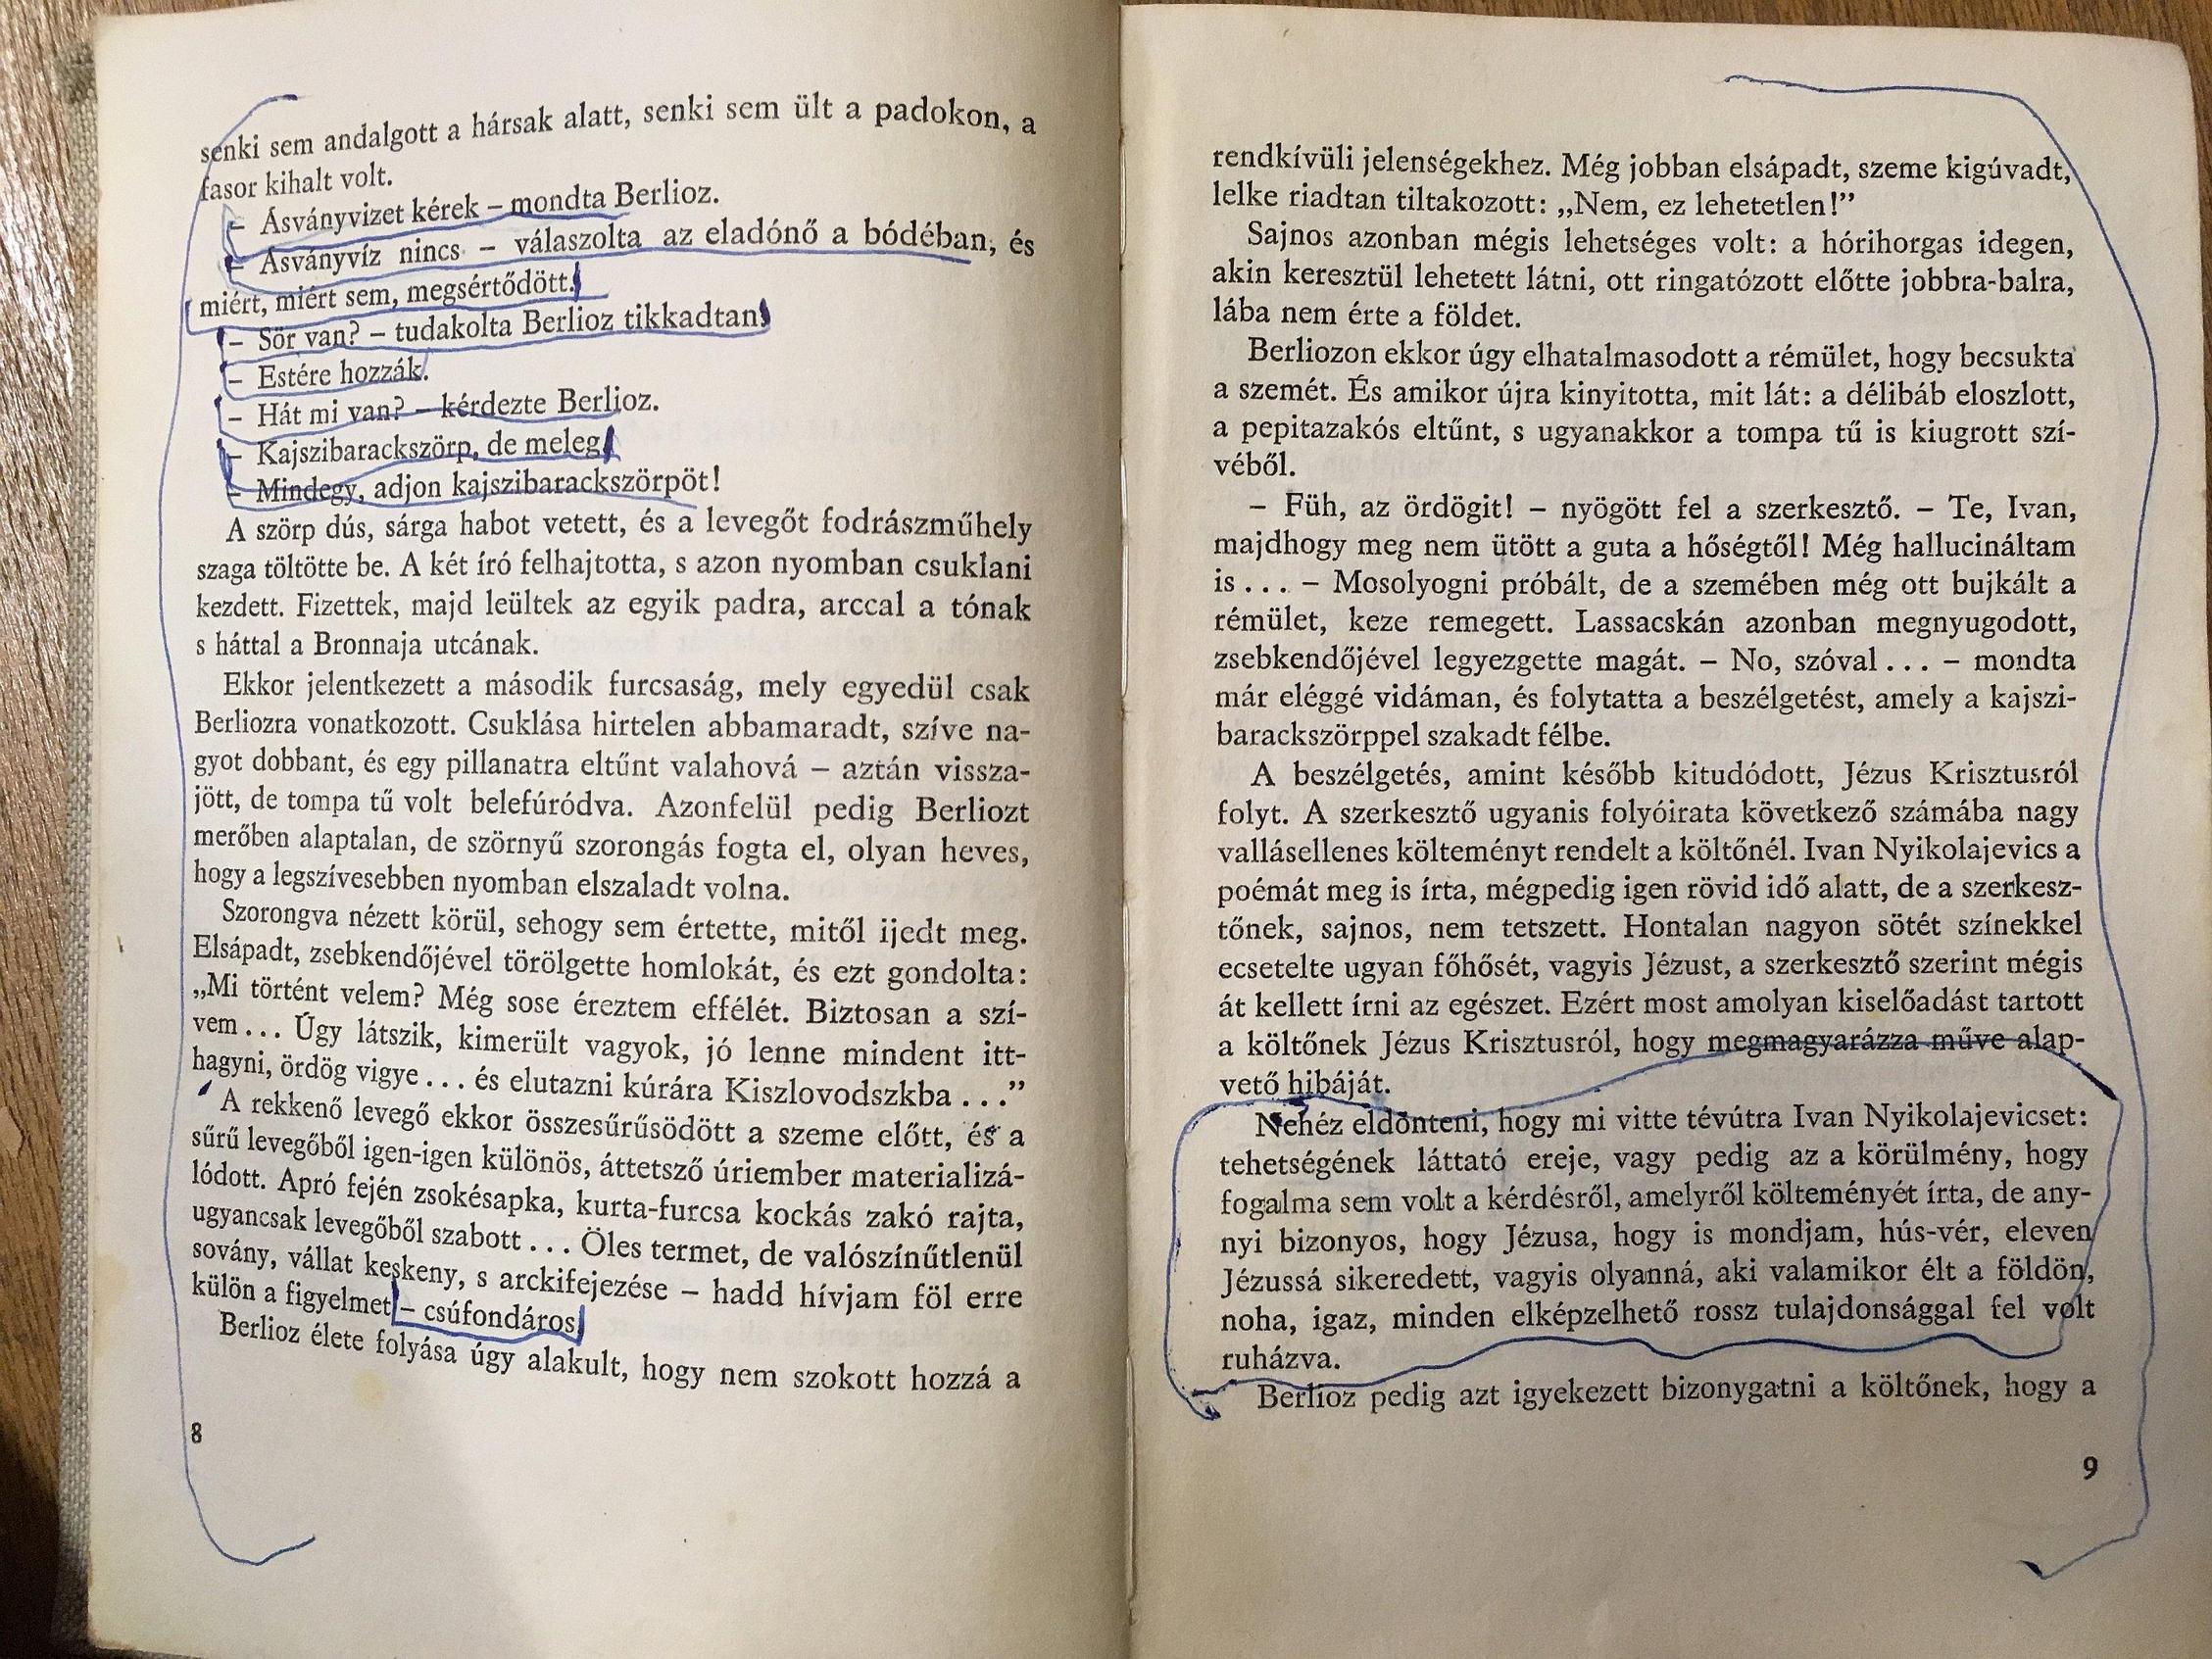 senki sem andalgott a hársak alatt, senki sem ült a padokon, a
fasor kihalt volt.
– Ásványvizet kérek – mondta Berlioz.
– Ásványvíz nincs – válaszolta az eladónő a bódéban, és
miért, miért sem, megsértődött.
– Sör van? – tudakolta Berlioz tikkadtan.
– Estére hozzák.
– Hát mi van? – kérdezte Berlioz.
– Kajszibarackszörp, de meleg.
– Mindegy, adjon kajszibarackszörpöt!
A szörp dús, sárga habot vetett, és a levegőt fodrászműhely
szaga töltötte be. A két író felhajtotta, s azon nyomban csuklani
kezdett. Fizettek, majd leültek az egyik padra, arccal a tónak
s háttal a Bronnaja utcának.
Ekkor jelentkezett a második furcsaság, mely egyedül csak
Berliozra vonatkozott. Csuklása hirtelen abbamaradt, szíve na-
gyot dobbant, és egy pillanatra eltűnt valahová – aztán vissza-
jött, de tompa tű volt belefúródva. Azonfelül pedig Berliozt
merőben alaptalan, de szörnyű szorongás fogta el, olyan heves,
hogy a legszívesebben nyomban elszaladt volna.
Szorongva nézett körül, sehogy sem értette, mitől ijedt meg.
Elsápadt, zsebkendőjével törölgette homlokát, és ezt gondolta:
„Mi történt velem? Még sose éreztem effélét. Biztosan a szí-
vem... Úgy látszik, kimerült vagyok, jó lenne mindent itt-
hagyni, ördög vigye... és elutazni kúrára Kiszlovodszkba..."
A rekkenő levegő ekkor összesűrűsödött a szeme előtt, és a
sűrű levegőből igen-igen különös, áttetsző úriember materializá-
lódott. Apró fején zsokésapka, kurta-furcsa kockás zakó rajta,
ugyancsak levegőből szabott... Öles termet, de valószínűtlenül
sovány, vállat keskeny, s arckifejezése – hadd hívjam föl erre
külön a figyelmet – csúfondáros.
Berlioz élete folyása úgy alakult, hogy nem szokott hozzá a
8
rendkívüli jelenségekhez. Még jobban elsápadt, szeme kigúvadt,
lelke riadtan tiltakozott: „Nem, ez lehetetlen!"
Sajnos azonban mégis lehetséges volt: a hórihorgas idegen,
akin keresztül lehetett látni, ott ringatózott előtte jobbra-balra,
lába nem érte a földet.
Berliozon ekkor úgy elhatalmasodott a rémület, hogy becsukta
a szemét. És amikor újra kinyitotta, mit lát: a délibáb eloszlott,
a pepitazakós eltűnt, s ugyanakkor a tompa tű is kiugrott szí-
véből.
– Füh, az ördögit! – nyögött fel a szerkesztő. – Te, Ivan,
majdhogy meg nem ütött a guta a hőségtől! Még hallucináltam
is... – Mosolyogni próbált, de a szemében még ott bujkált a
rémület, keze remegett. Lassacskán azonban megnyugodott,
zsebkendőjével legyezgette magát. – No, szóval... – mondta
már eléggé vidáman, és folytatta a beszélgetést, amely a kajszi-
barackszörppel szakadt félbe.
A beszélgetés, amint később kitudódott, Jézus Krisztusról
folyt. A szerkesztő ugyanis folyóirata következő számába nagy
vallásellenes költeményt rendelt a költőnél. Ivan Nyikolajevics a
poémát meg is írta, mégpedig igen rövid idő alatt, de a szerkesz-
tőnek, sajnos, nem tetszett. Hontalan nagyon sötét színekkel
ecsetelte ugyan főhősét, vagyis Jézust, a szerkesztő szerint mégis
át kellett írni az egészet. Ezért most amolyan kiselőadást tartott
a költőnek Jézus Krisztusról, hogy megmagyarázza műve alap-
vető hibáját.
Nehéz eldönteni, hogy mi vitte tévútra Ivan Nyikolajevicset:
tehetségének láttató ereje, vagy pedig az a körülmény, hogy
fogalma sem volt a kérdésről, amelyről költeményét írta, de any-
nyi bizonyos, hogy Jézusa, hogy is mondjam, hús-vér, eleven
Jézussá sikeredett, vagyis olyanná, aki valamikor élt a földön,
noha, igaz, minden elképzelhető rossz tulajdonsággal fel volt
ruházva.
Berlioz pedig azt igyekezett bizonygatni a költőnek, hogy a
9